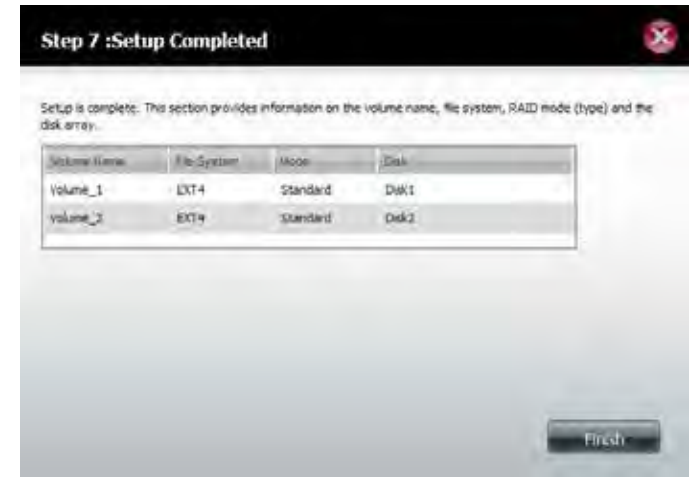 Step 7 :Setup Completed
Setup is complete. This section provides information on the volume name, file system, RAID mode (type) and the
disk array.
Volume Name File System Mode Disk
Volume_1 EXT4 Standard Disk1
Volume_2 EXT4 Standard Disk2
Finish